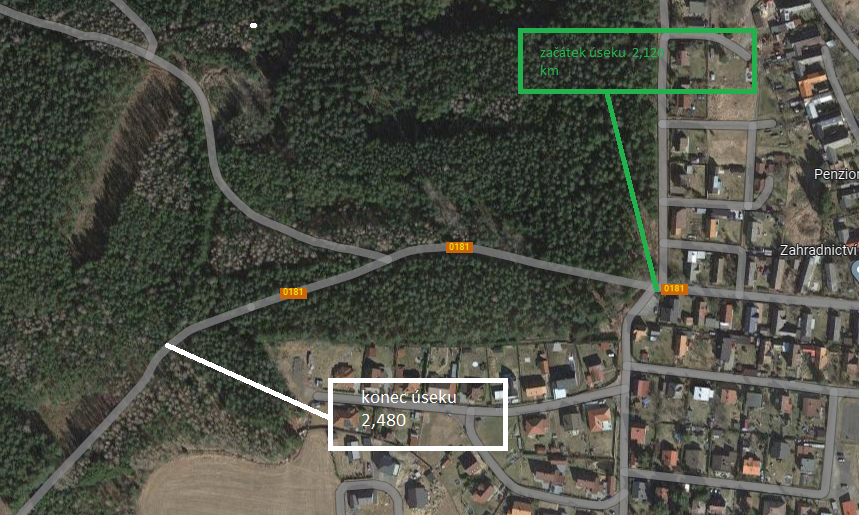 začátek úseku 2,120
km
Penzion
Zahradnictví
0181
0181
0181
konec úseku
2,480